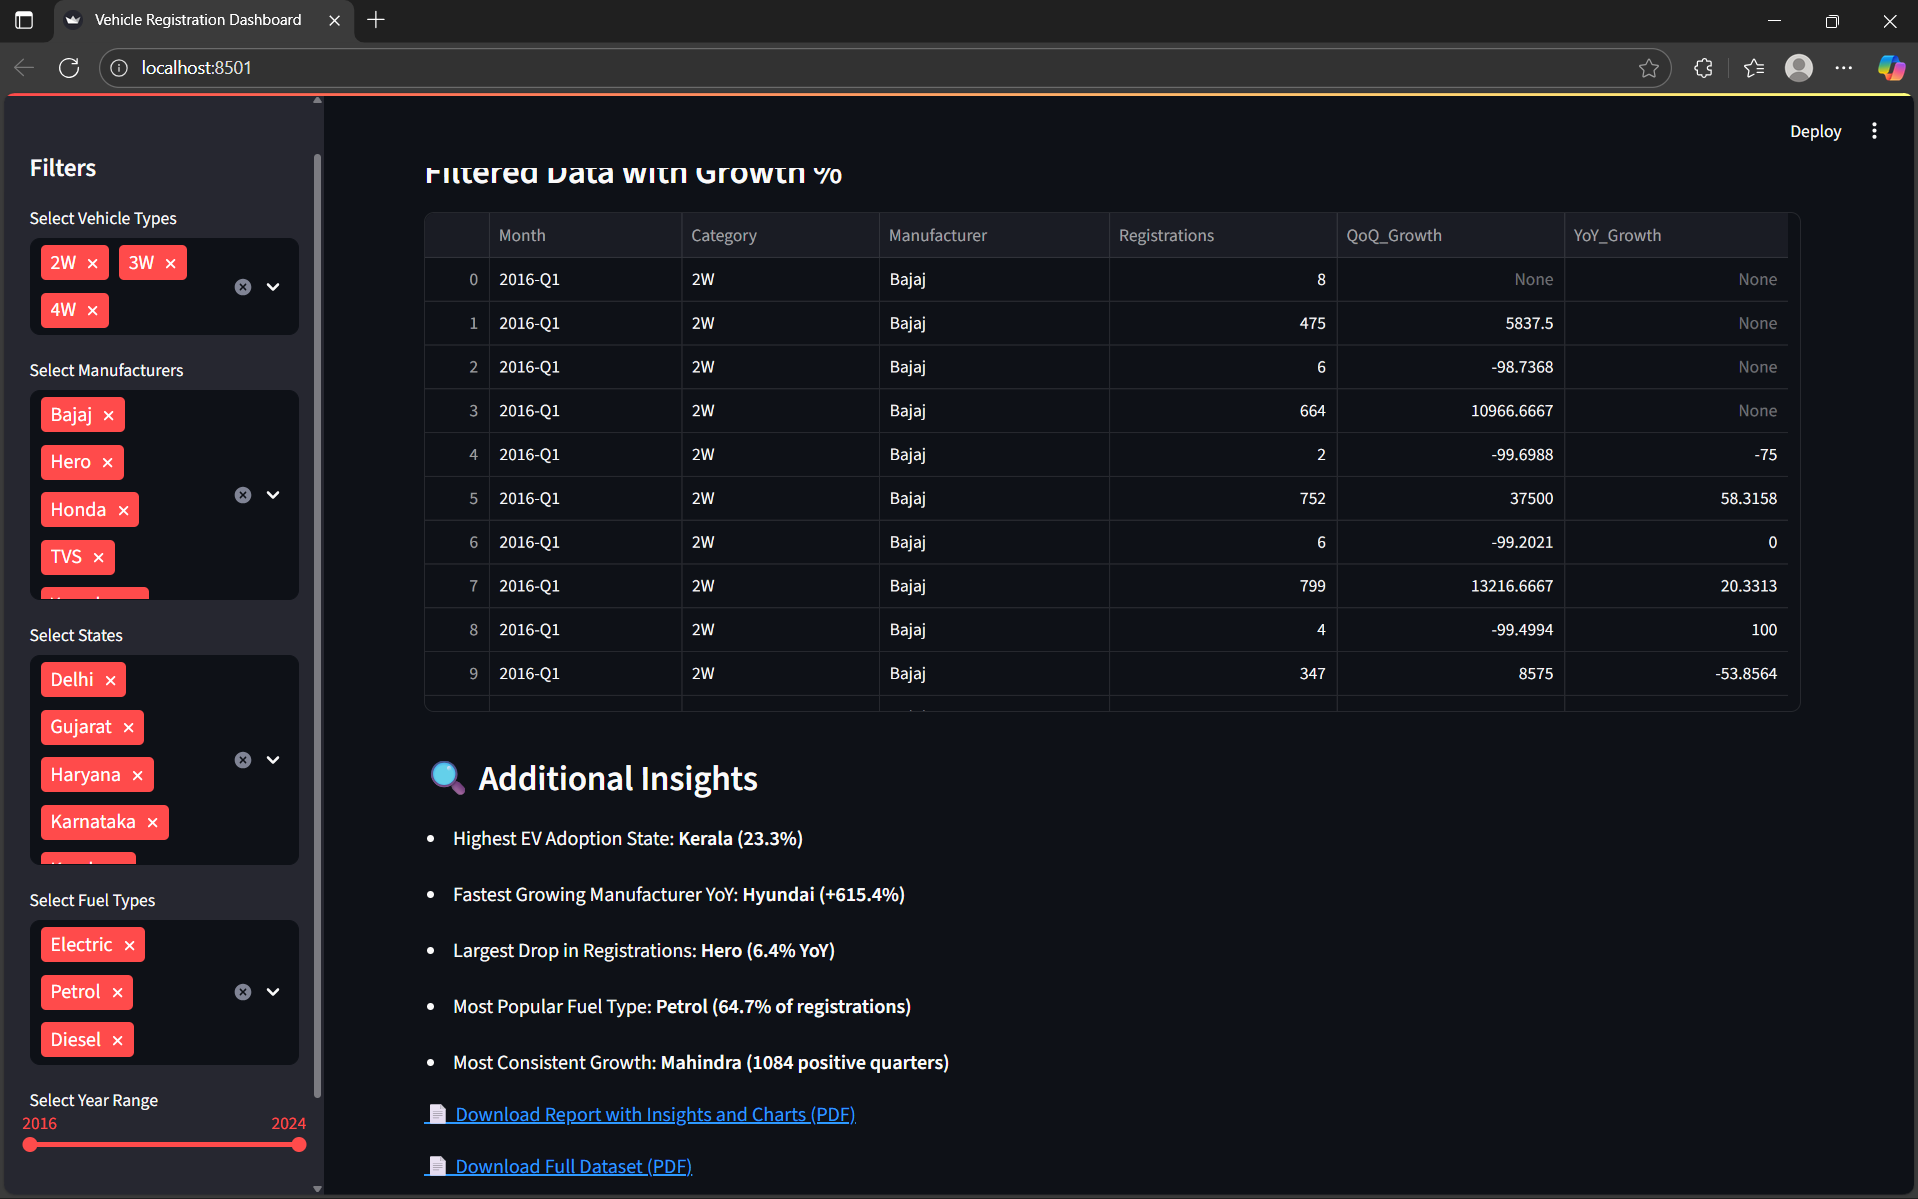 Vehicle Registration Dashboard
localhost:8501
Deploy
Filters
Select Vehicle Types
2W 3W
4W
Select Manufacturers
Bajaj
Hero
Honda
TVS
Select States
Delhi
Gujarat
Haryana
Karnataka
Select Fuel Types
Electric
Petrol
Diesel
Select Year Range
2016 2024
Filtered Data with Growth %
Month Category Manufacturer Registrations QoQ_Growth YoY_Growth
0 2016-Q1 2W Bajaj 8 None None
1 2016-Q1 2W Bajaj 475 5837.5 None
2 2016-Q1 2W Bajaj 6 -98.7368 None
3 2016-Q1 2W Bajaj 664 10966.6667 None
4 2016-Q1 2W Bajaj 2 -99.6988 -75
5 2016-Q1 2W Bajaj 752 37500 58.3158
6 2016-Q1 2W Bajaj 6 -99.2021 0
7 2016-Q1 2W Bajaj 799 13216.6667 20.3313
8 2016-Q1 2W Bajaj 4 -99.4994 100
9 2016-Q1 2W Bajaj 347 8575 -53.8564
Additional Insights
Highest EV Adoption State: Kerala (23.3%)
Fastest Growing Manufacturer YoY: Hyundai (+615.4%)
Largest Drop in Registrations: Hero (6.4% YoY)
Most Popular Fuel Type: Petrol (64.7% of registrations)
Most Consistent Growth: Mahindra (1084 positive quarters)
Download Report with Insights and Charts (PDF)
Download Full Dataset (PDF)